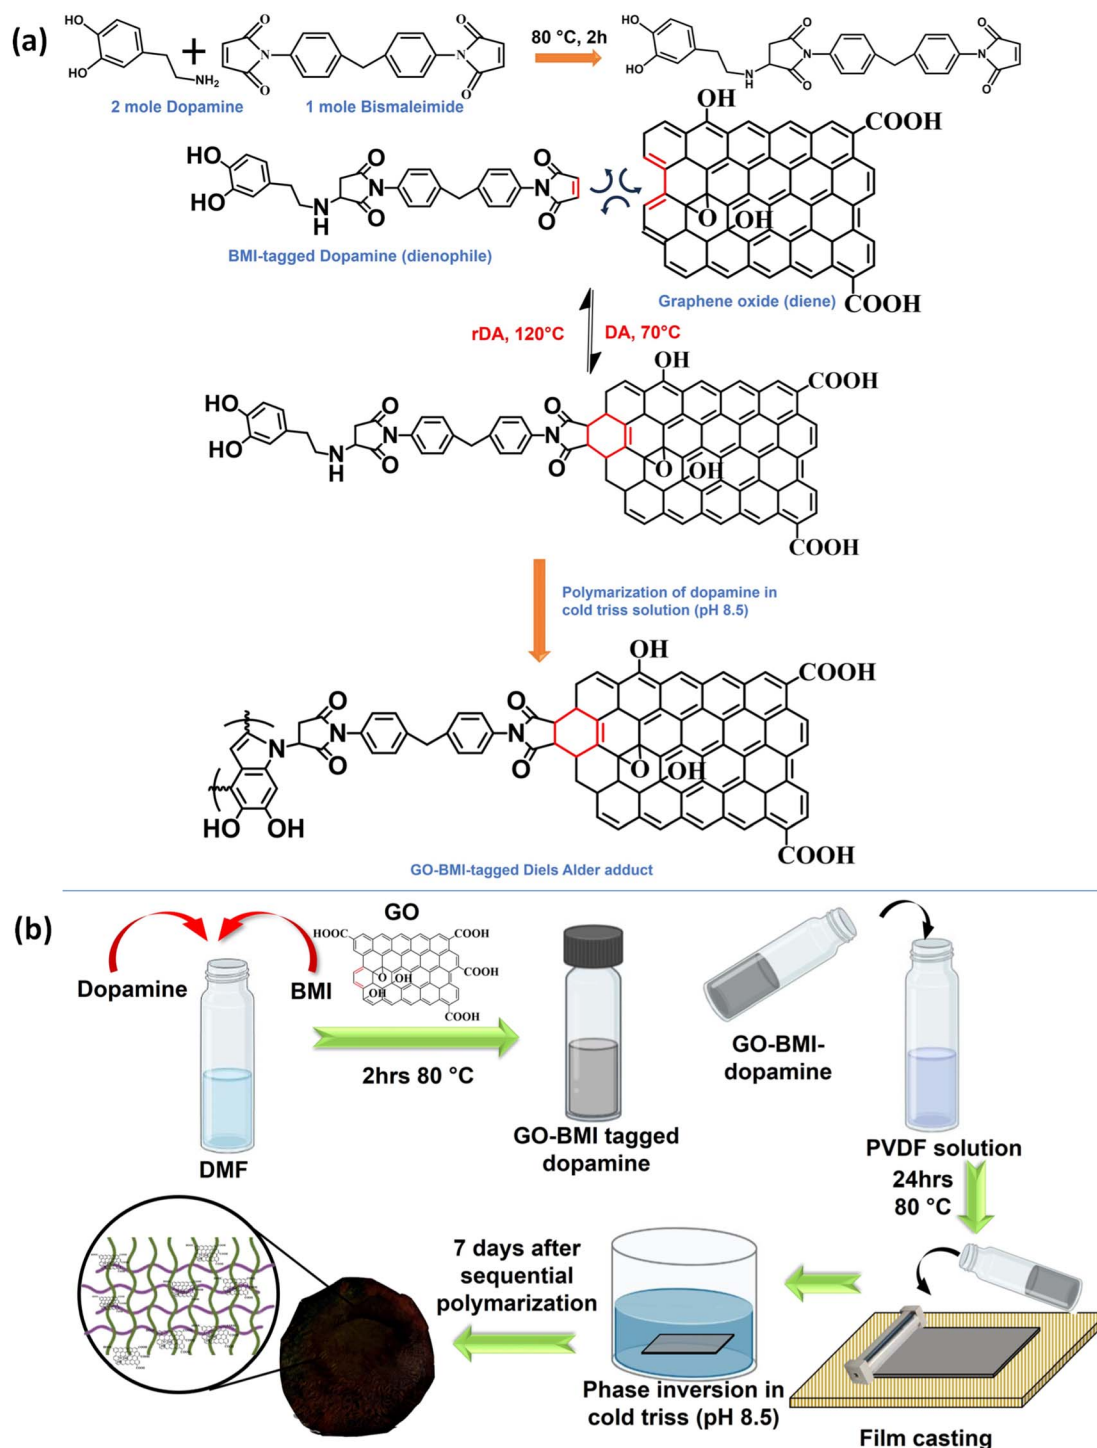 (a)
HO
HO
NH2
+
O
N
O
O
N
O
80 °C, 2h
HO
HO
N
H
O
N
O
O
N
O
2 mole Dopamine
1 mole Bismaleimide
HO
HO
N
H
O
N
O
O
N
O
BMI-tagged Dopamine (dienophile)
OH
COOH
O
OH
COOH
Graphene oxide (diene)
rDA, 120°C
DA, 70°C
HO
HO
N
H
O
N
O
O
N
O
OH
COOH
O
OH
COOH
Polymarization of dopamine in
cold triss solution (pH 8.5)
HO
OH
N
O
N
O
O
N
O
OH
COOH
O
OH
COOH
GO-BMI-tagged Diels Alder adduct
(b)
Dopamine
BMI
DMF
GO
HOOC
COOH
COOH
O
OH
OH
COOH
2hrs 80 °C
GO-BMI tagged
dopamine
GO-BMI-
dopamine
PVDF solution
24hrs
80 °C
7 days after
sequential
polymarization
Phase inversion in
cold triss (pH 8.5)
Film casting